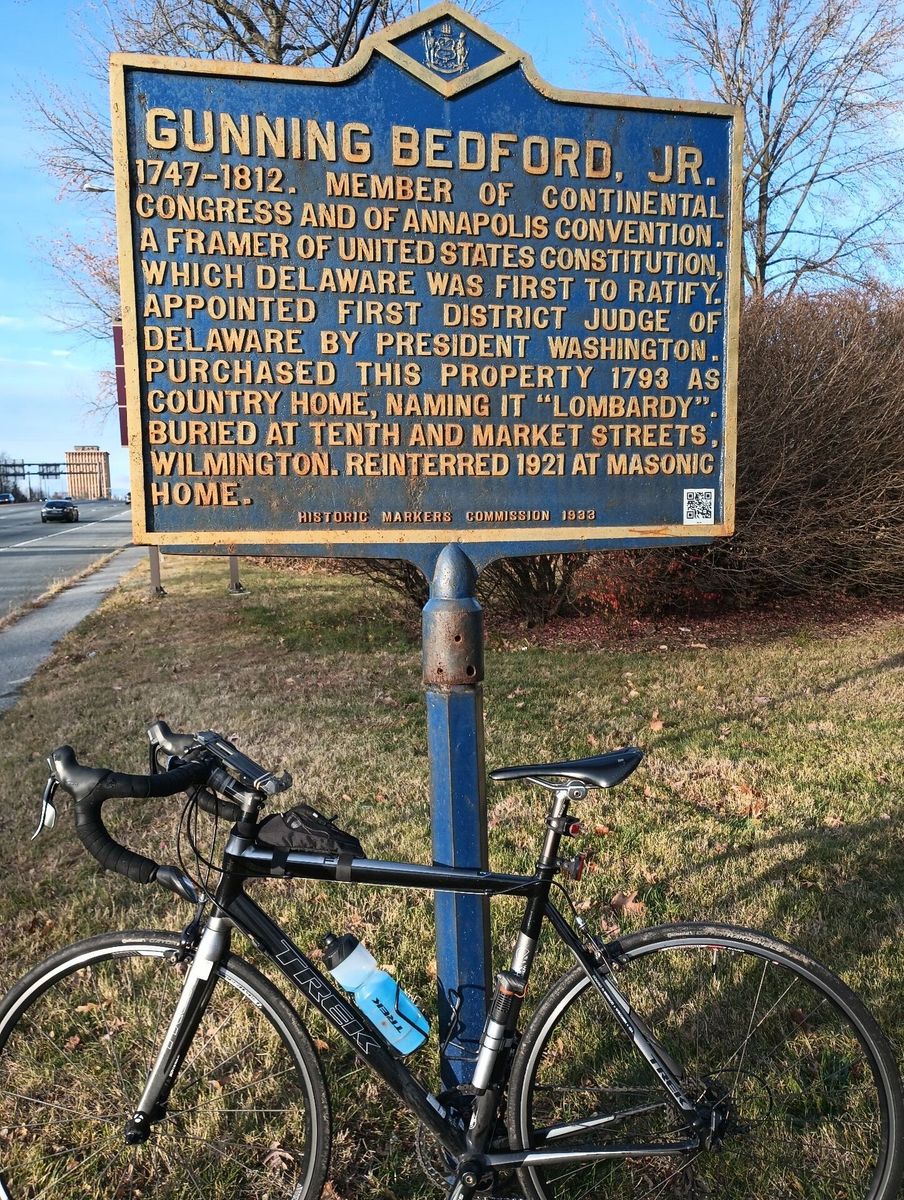 GUNNING BEDFORD, JR.
1747-1812. MEMBER OF CONTINENTAL
CONGRESS AND OF ANNAPOLIS CONVENTION.
A FRAMER OF UNITED STATES CONSTITUTION,
WHICH DELAWARE WAS FIRST TO RATIFY.
APPOINTED FIRST DISTRICT JUDGE OF
DELAWARE BY PRESIDENT WASHINGTON.
PURCHASED THIS PROPERTY 1793 AS
COUNTRY HOME, NAMING IT "LOMBARDY".
BURIED AT TENTH AND MARKET STREETS,
WILMINGTON. REINTERRED 1921 AT MASONIC
HOME.
HISTORIC MARKERS COMMISSION 1933
TREK
TREK
TREK